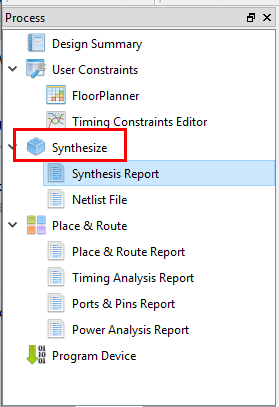 Process
Design Summary
User Constraints
FloorPlanner
Timing Constraints Editor
Synthesize
Synthesis Report
Netlist File
Place & Route
Place & Route Report
Timing Analysis Report
Ports & Pins Report
Power Analysis Report
Program Device